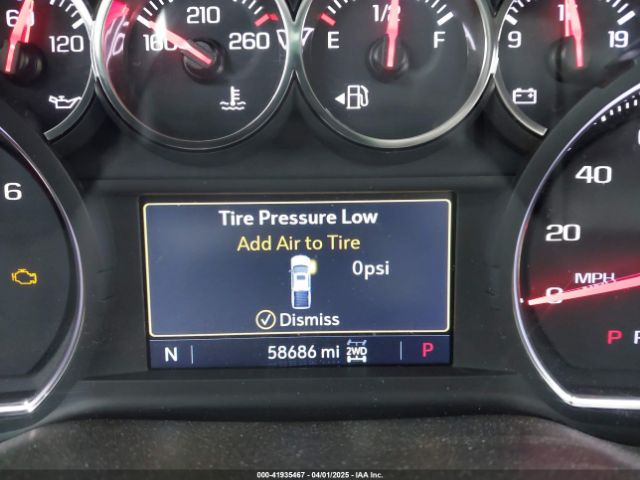 60
120
160
210
260
E
1/2
F
9
19
6
40
20
MPH
0
P
Tire Pressure Low
Add Air to Tire
0psi
Dismiss
N
58686 mi
2WD
P
000-41935467 - 04/01/2025 - IAA Inc.